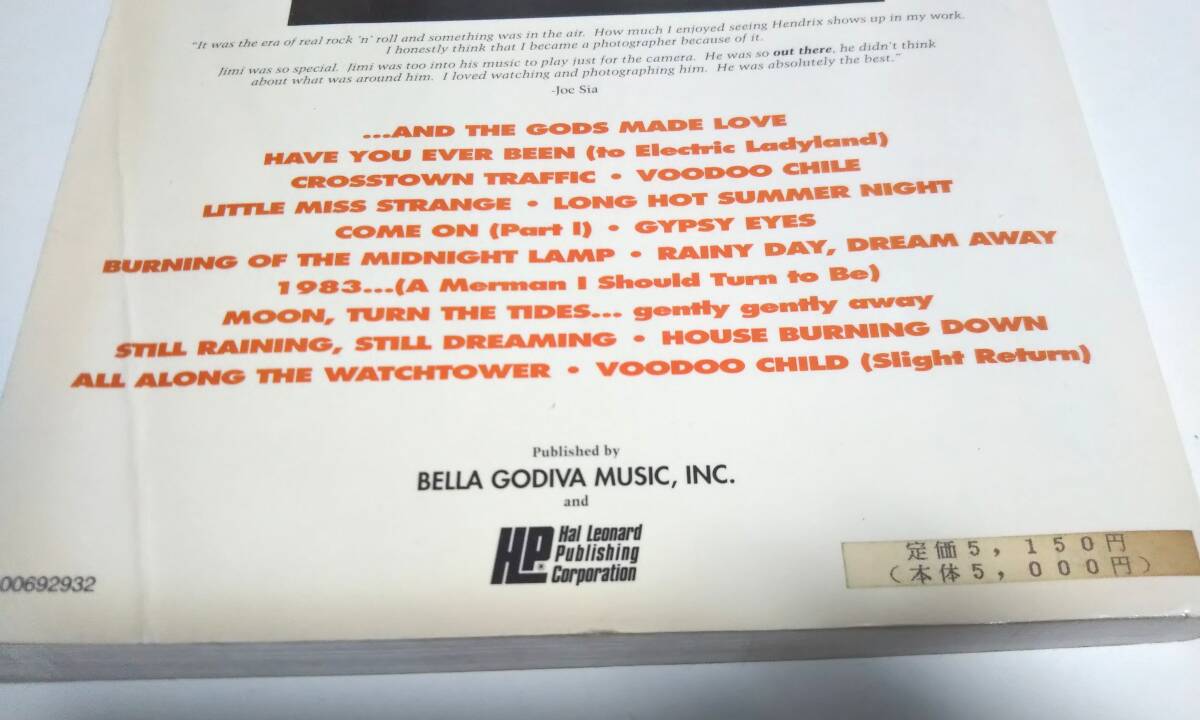 "It was the era of real rock 'n' roll and something was in the air. How much I enjoyed seeing Hendrix shows up in my work.
I honestly think that I became a photographer because of it.
Jimi was so special. Jimi was too into his music to play just for the camera. He was so out there, he didn't think
about what was around him. I loved watching and photographing him. He was absolutely the best."
-Joe Sia
...AND THE GODS MADE LOVE
HAVE YOU EVER BEEN (to Electric Ladyland)
CROSSTOWN TRAFFIC • VOODOO CHILE
LITTLE MISS STRANGE • LONG HOT SUMMER NIGHT
COME ON (Part I) • GYPSY EYES
BURNING OF THE MIDNIGHT LAMP • RAINY DAY, DREAM AWAY
1983...(A Merman I Should Turn to Be)
MOON, TURN THE TIDES... gently gently away
STILL RAINING, STILL DREAMING • HOUSE BURNING DOWN
ALL ALONG THE WATCHTOWER • VOODOO CHILD (Slight Return)
Published by
BELLA GODIVA MUSIC, INC.
and
HLP® Hal Leonard
Publishing
Corporation
00692932
定価5,150円
(本体5,000円)